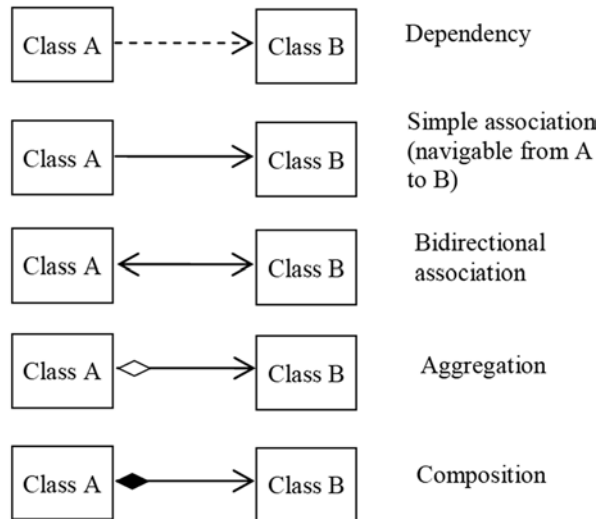 Class A
Class B
Dependency
Class A
Class B
Simple association
(navigable from A
to B)
Class A
Class B
Bidirectional
association
Class A
Class B
Aggregation
Class A
Class B
Composition